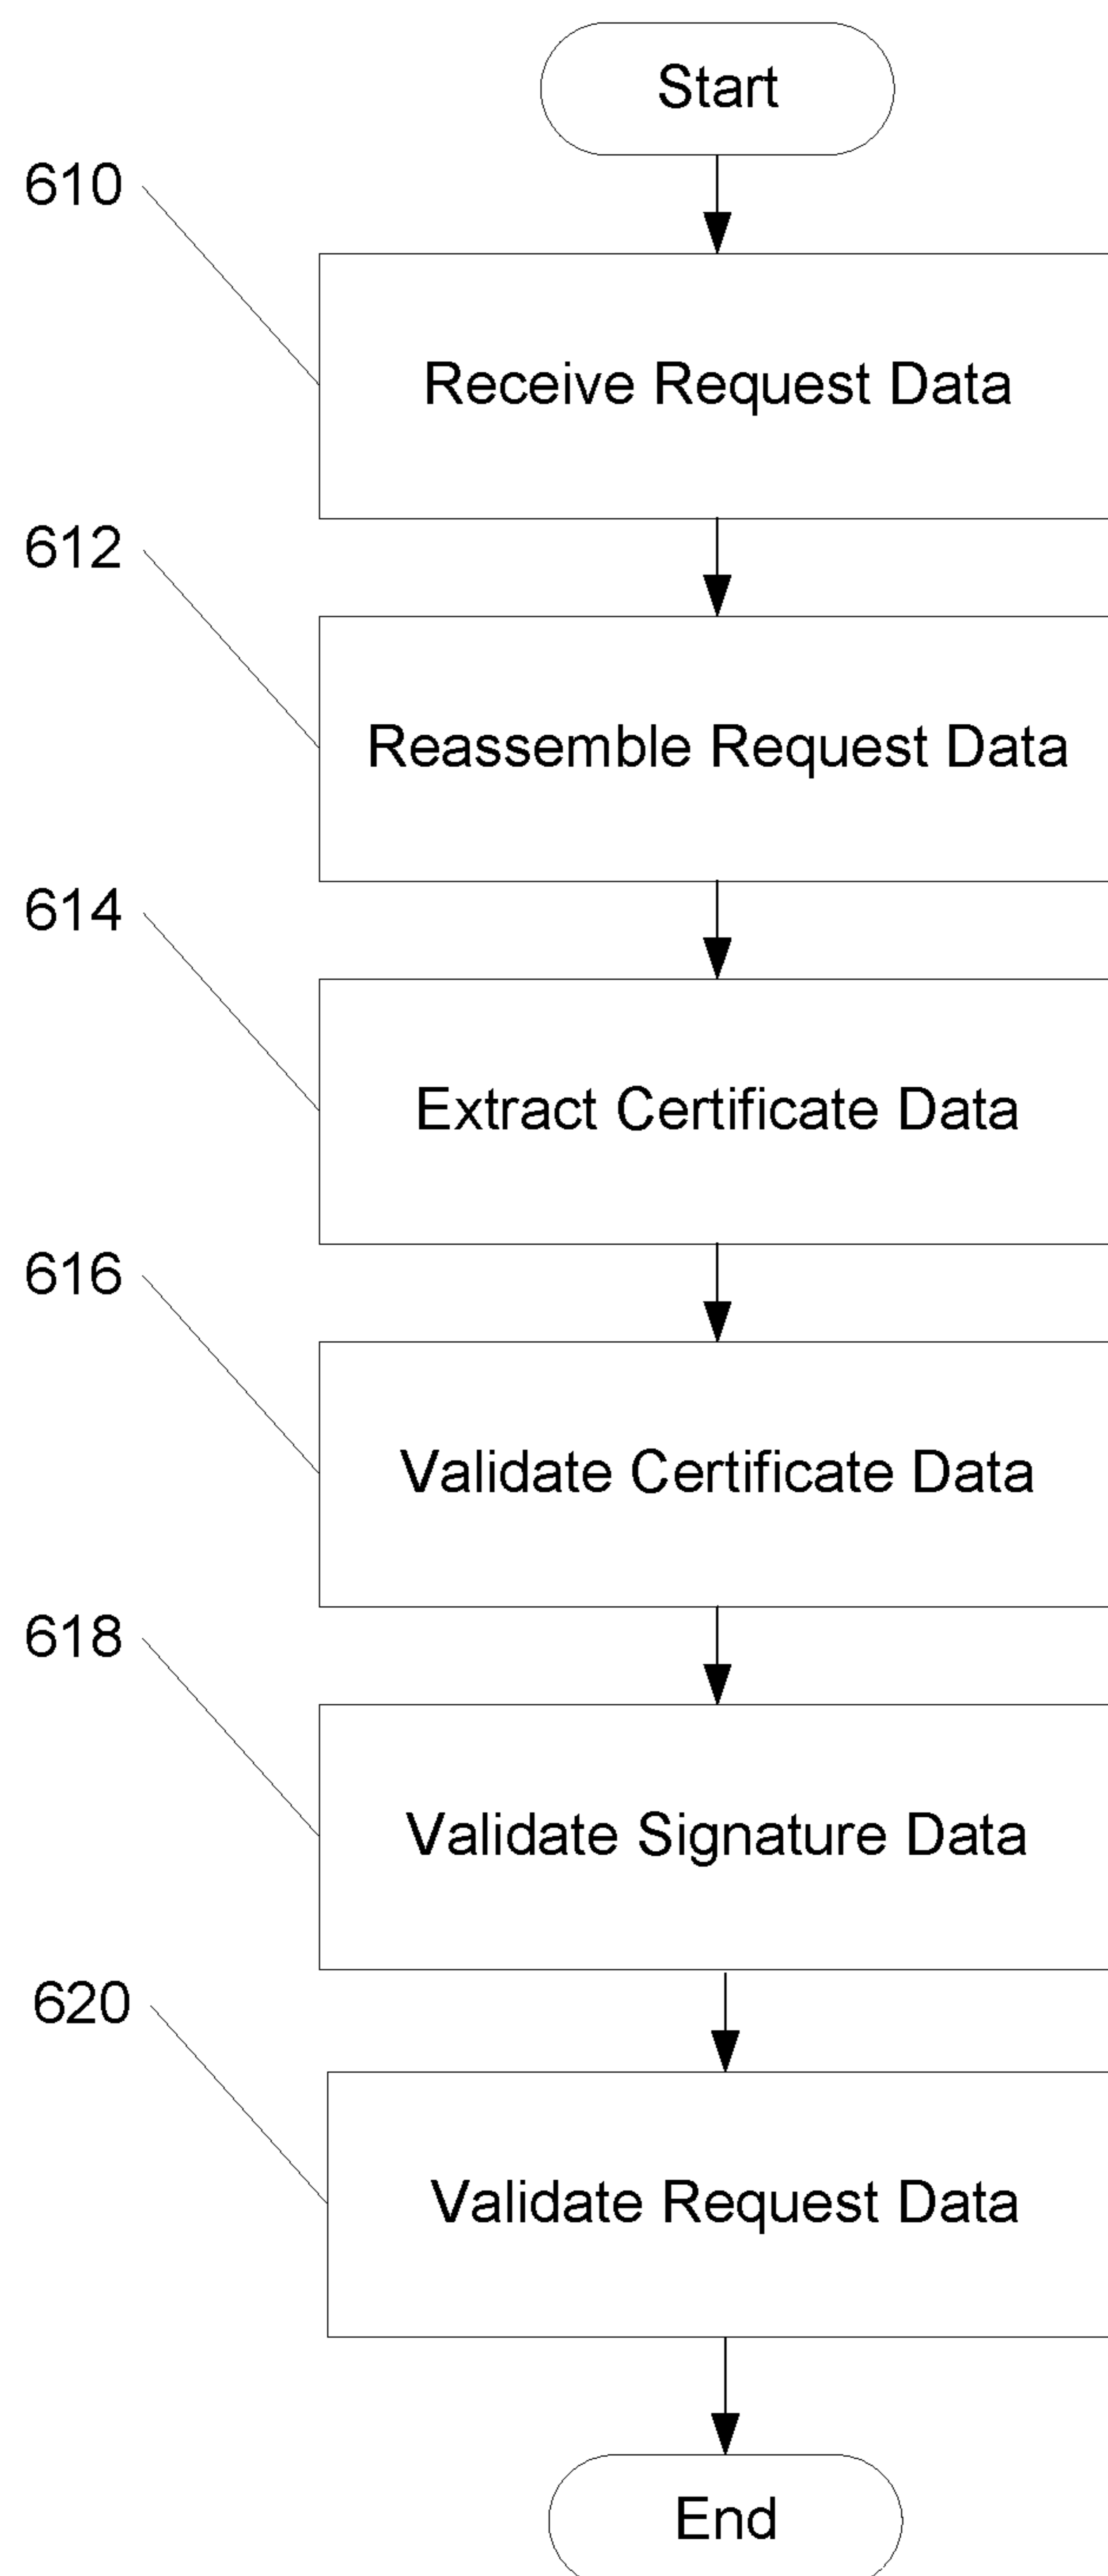 Start
610
Receive Request Data
612
Reassemble Request Data
614
Extract Certificate Data
616
Validate Certificate Data
618
Validate Signature Data
620
Validate Request Data
End